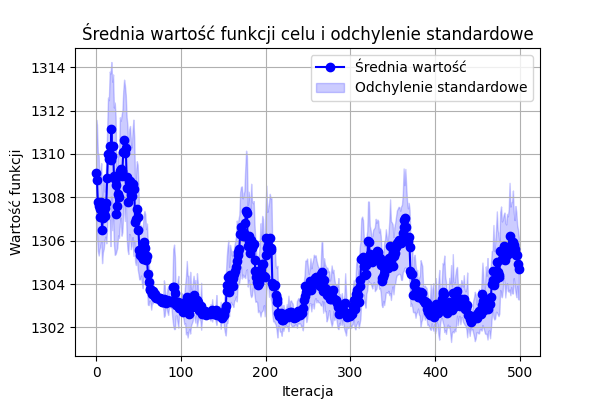 Średnia wartość funkcji celu i odchylenie standardowe
Średnia wartość
Odchylenie standardowe
Wartość funkcji
1314
1312
1310
1308
1306
1304
1302
0 100 200 300 400 500
Iteracja